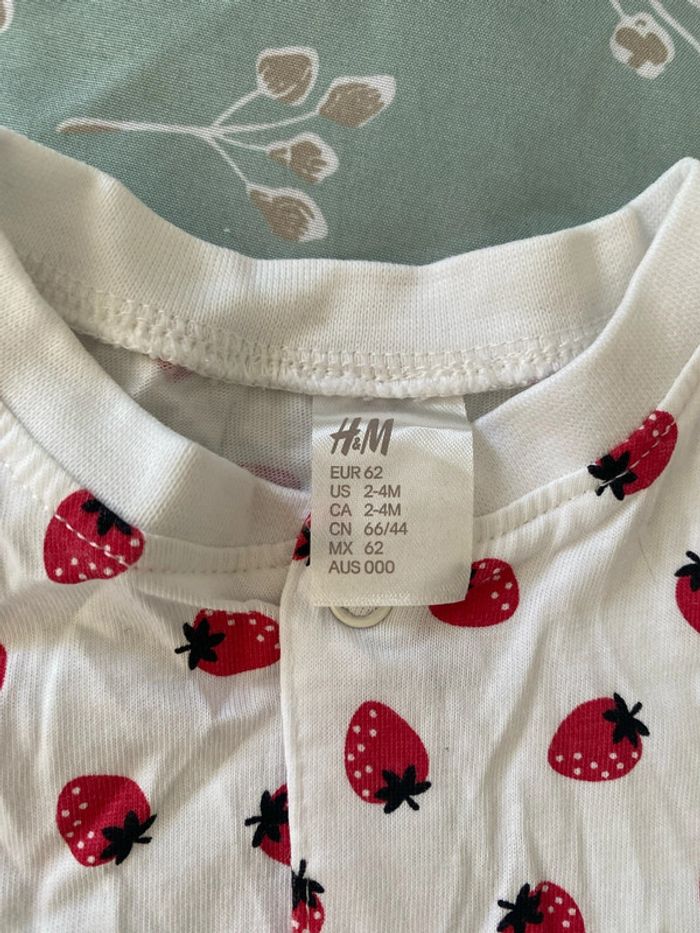 H&M
EUR 62
US 2-4M
CA 2-4M
CN 66/44
MX 62
AUS 000